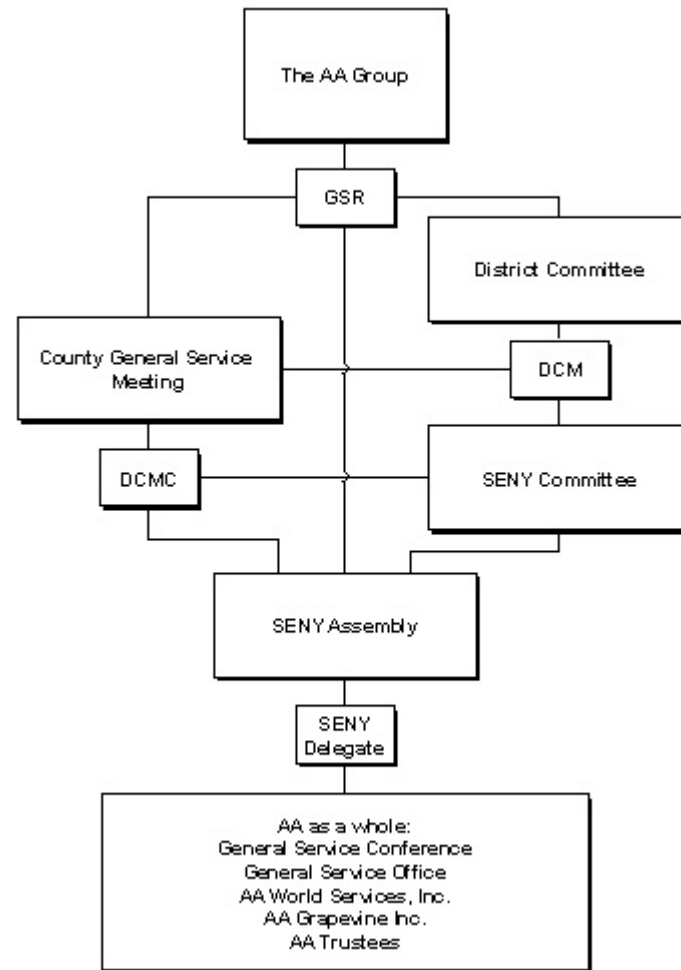 The AA Group
GSR
District Committee
County General Service
Meeting
DCM
DCMC
SENY Committee
SENY Assembly
SENY
Delegate
AA as a whole:
General Service Conference
General Service Office
AA World Services, Inc.
AA Grapevine Inc.
AA Trustees